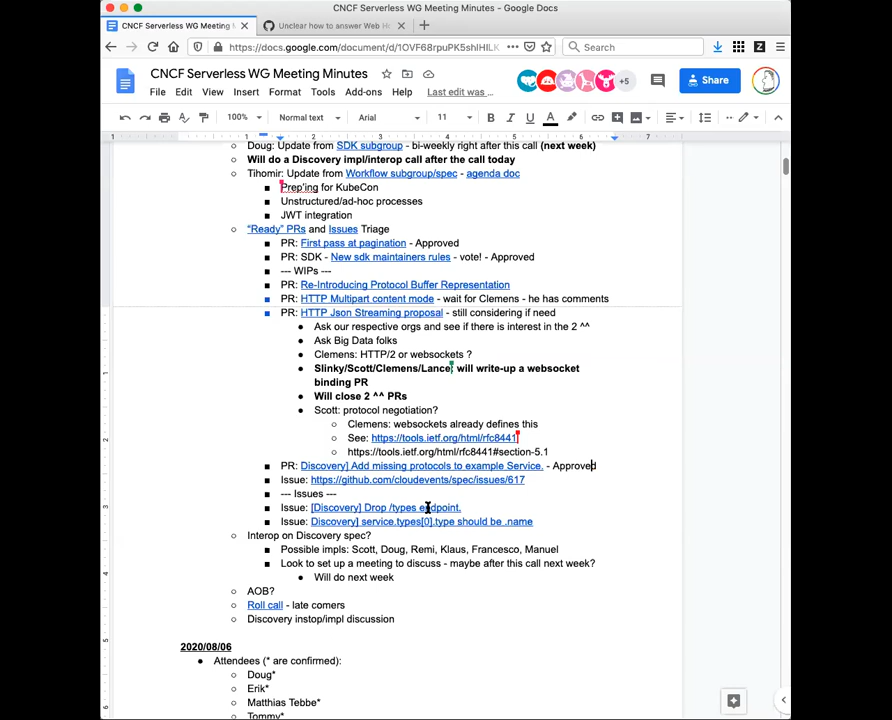 CNCF Serverless WG Meeting Minutes - Google Docs
CNCF Serverless WG Meeting M
Unclear how to answer Web H
https://docs.google.com/document/d/1OVF68rpuPK5shlHILK
Search
CNCF Serverless WG Meeting Minutes
File Edit View Insert Format Tools Add-ons Help Last edit was ...
+5
Share
100% Normal text Arial 11
1 1 2 3 4 5 6 7
Doug: Update from SDK subgroup - bi-weekly right after this call (next week)
Will do a Discovery impl/interop call after the call today
Tihomir: Update from Workflow subgroup/spec - agenda doc
Prep'ing for KubeCon
Unstructured/ad-hoc processes
JWT integration
"Ready" PRs and Issues Triage
PR: First pass at pagination - Approved
PR: SDK - New sdk maintainers rules - vote! - Approved
--- WIPs ---
PR: Re-Introducing Protocol Buffer Representation
PR: HTTP Multipart content mode - wait for Clemens - he has comments
PR: HTTP Json Streaming proposal - still considering if need
Ask our respective orgs and see if there is interest in the 2 ^^
Ask Big Data folks
Clemens: HTTP/2 or websockets ?
Slinky/Scott/Clemens/Lance: will write-up a websocket
binding PR
Will close 2 ^^ PRs
Scott: protocol negotiation?
Clemens: websockets already defines this
See: https://tools.ietf.org/html/rfc8441
https://tools.ietf.org/html/rfc8441#section-5.1
PR: Discovery] Add missing protocols to example Service. - Approved
Issue: https://github.com/cloudevents/spec/issues/617
--- Issues ---
Issue: [Discovery] Drop /types endpoint.
Issue: Discovery] service.types[0].type should be .name
Interop on Discovery spec?
Possible impls: Scott, Doug, Remi, Klaus, Francesco, Manuel
Look to set up a meeting to discuss - maybe after this call next week?
Will do next week
AOB?
Roll call - late comers
Discovery instop/impl discussion
2020/08/06
Attendees (* are confirmed):
Doug*
Erik*
Matthias Tebbe*
Tommy*